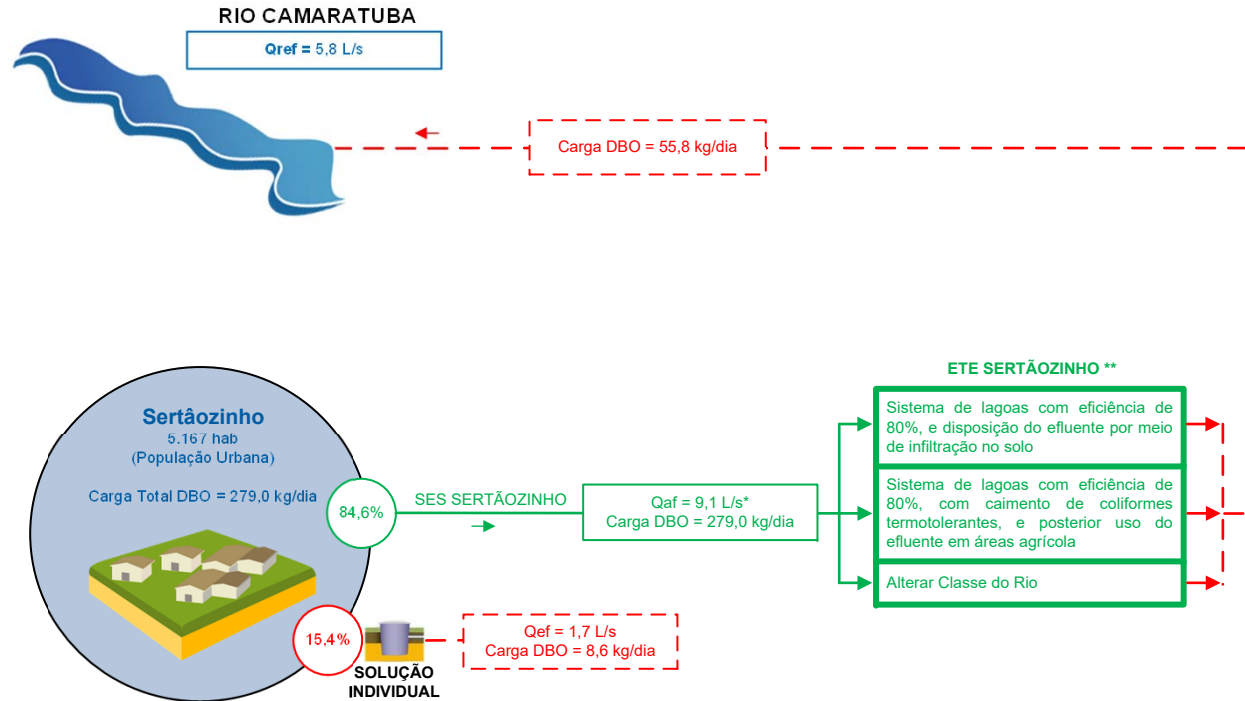 RIO CAMARATUBA
Qref = 5,8 L/s
Carga DBO = 55,8 kg/dia
ETE SERTÃOZINHO **
Sertâozinho
5.167 hab
(População Urbana)
Carga Total DBO = 279,0 kg/dia
84,6%
SES SERTÃOZINHO
Qaf = 9,1 L/s*
Carga DBO = 279,0 kg/dia
Sistema de lagoas com eficiência de
80%, e disposição do efluente por meio
de infiltração no solo
Sistema de lagoas com eficiência de
80%, com caimento de coliformes
termotolerantes, e posterior uso do
efluente em áreas agrícola
Alterar Classe do Rio
15,4%
Qef = 1,7 L/s
Carga DBO = 8,6 kg/dia
SOLUÇÃO
INDIVIDUAL